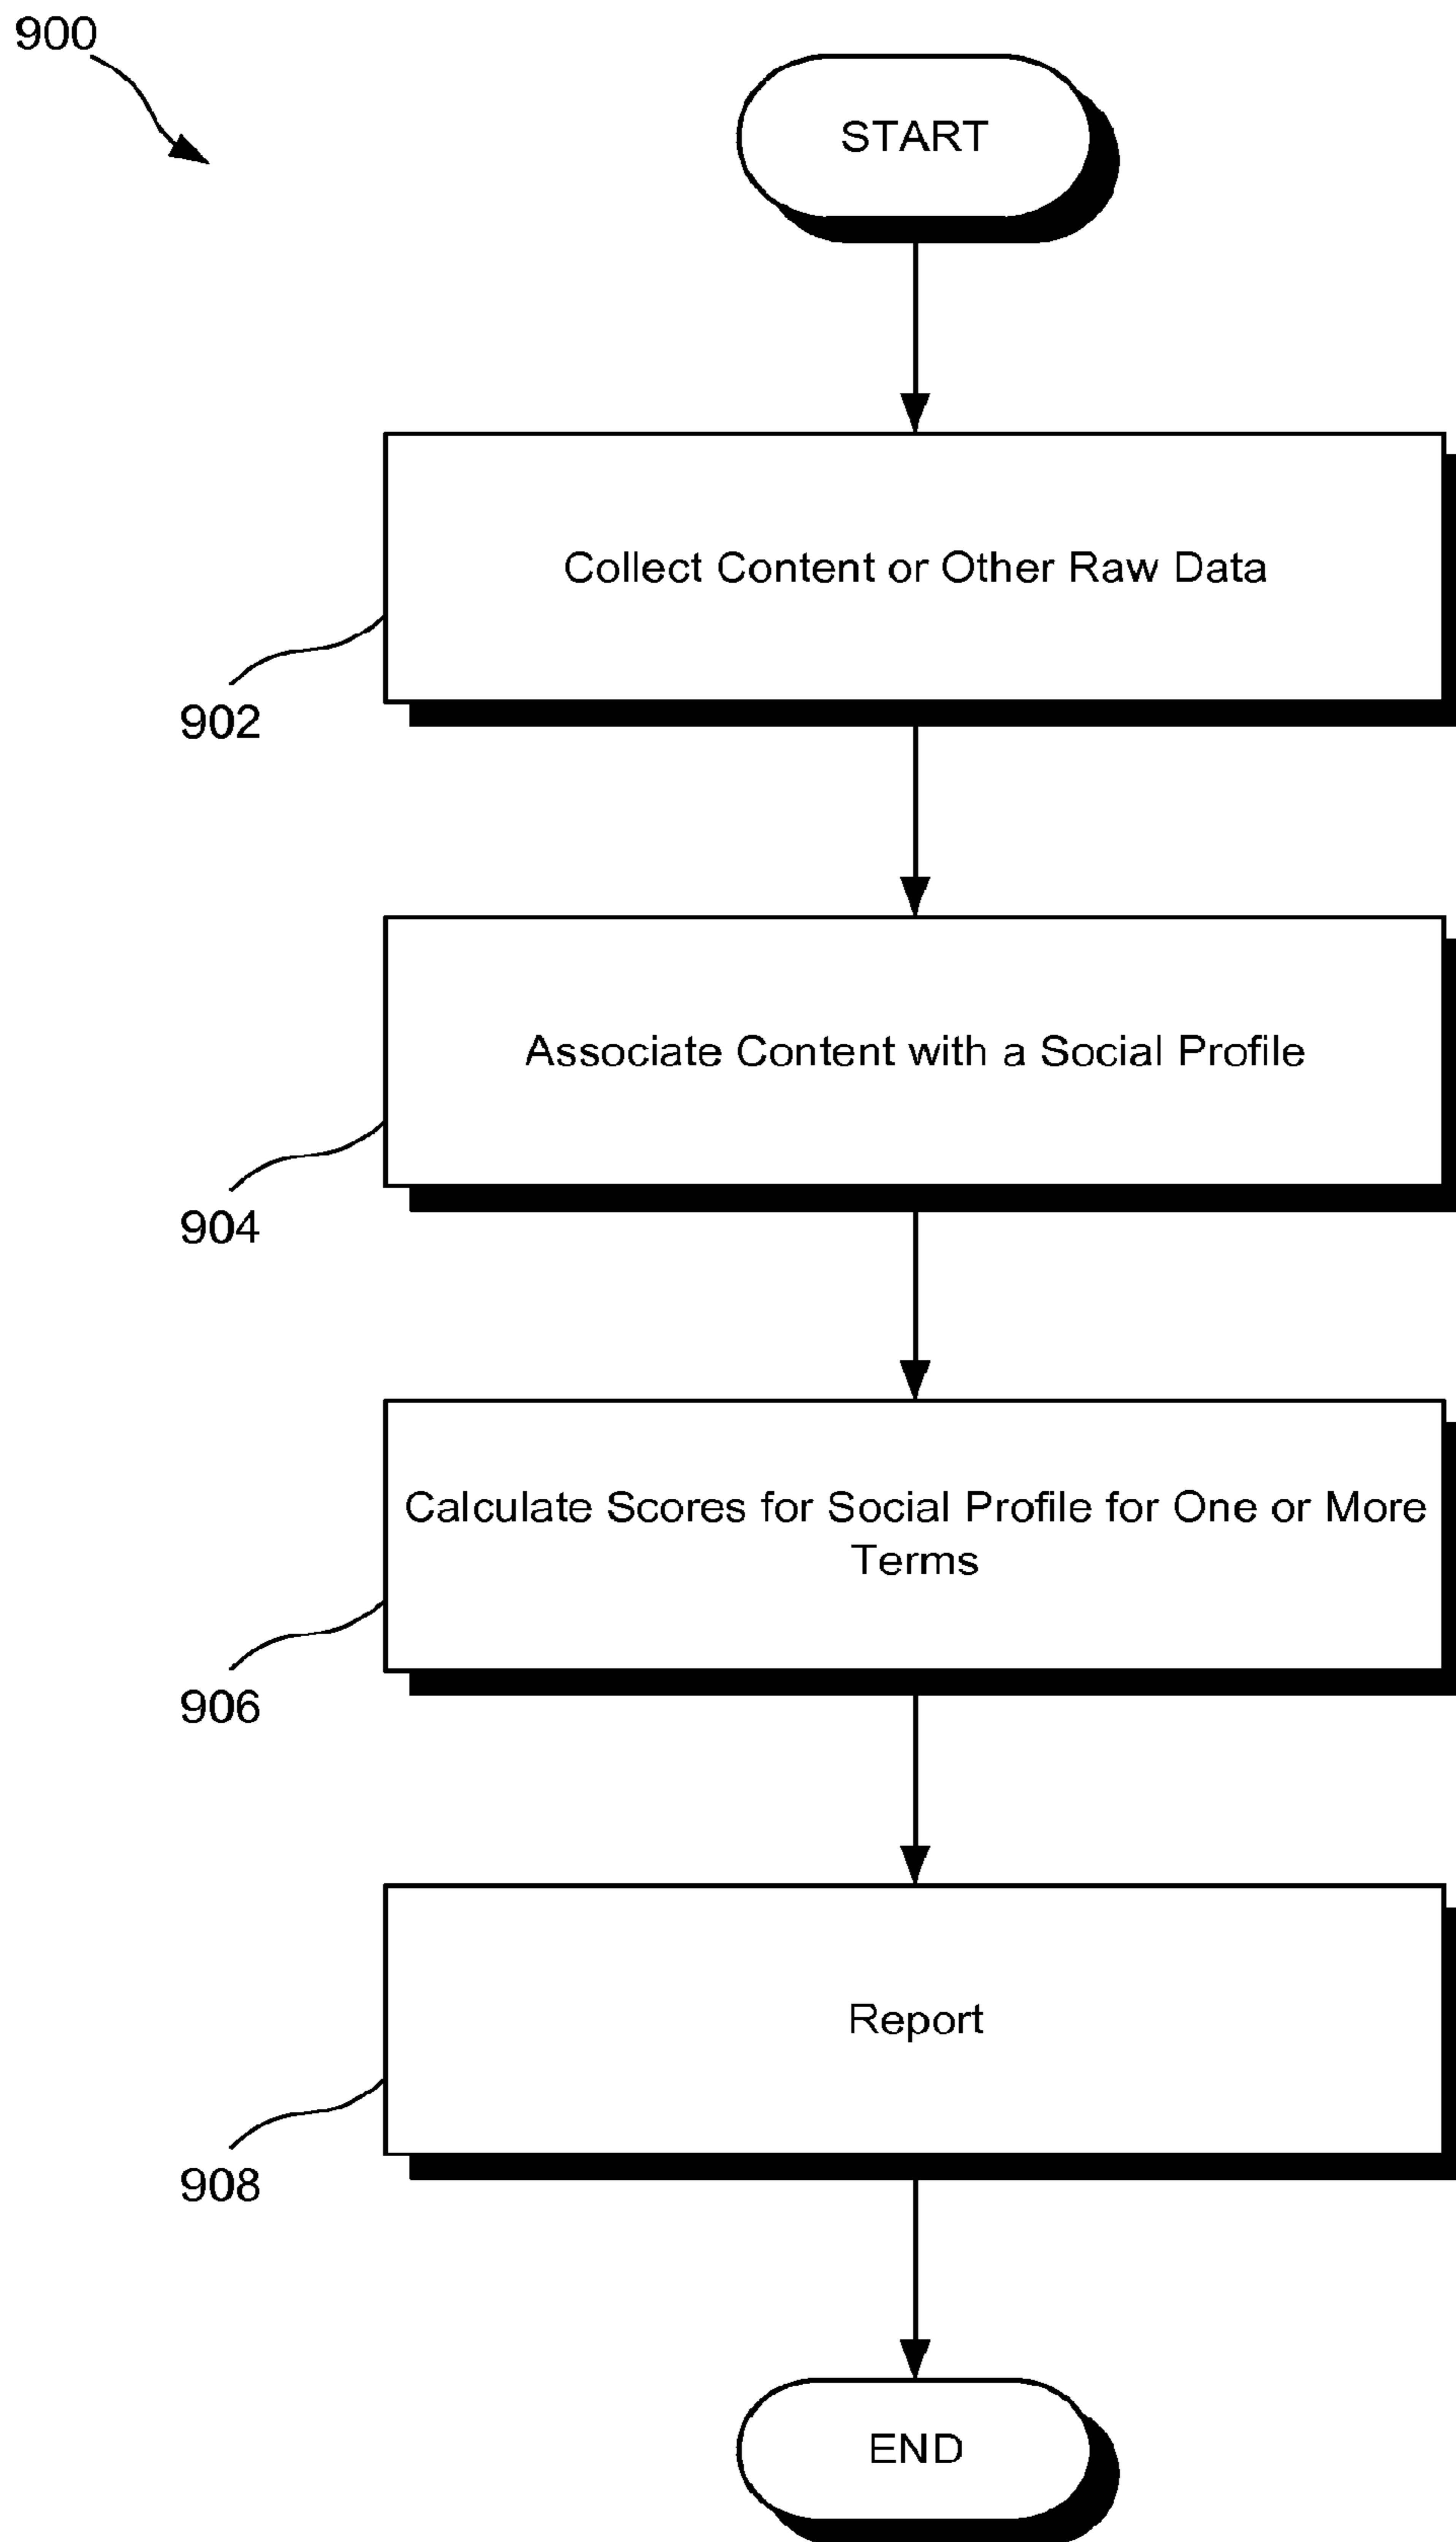 900
START
Collect Content or Other Raw Data
902
Associate Content with a Social Profile
904
Calculate Scores for Social Profile for One or More
Terms
906
Report
908
END